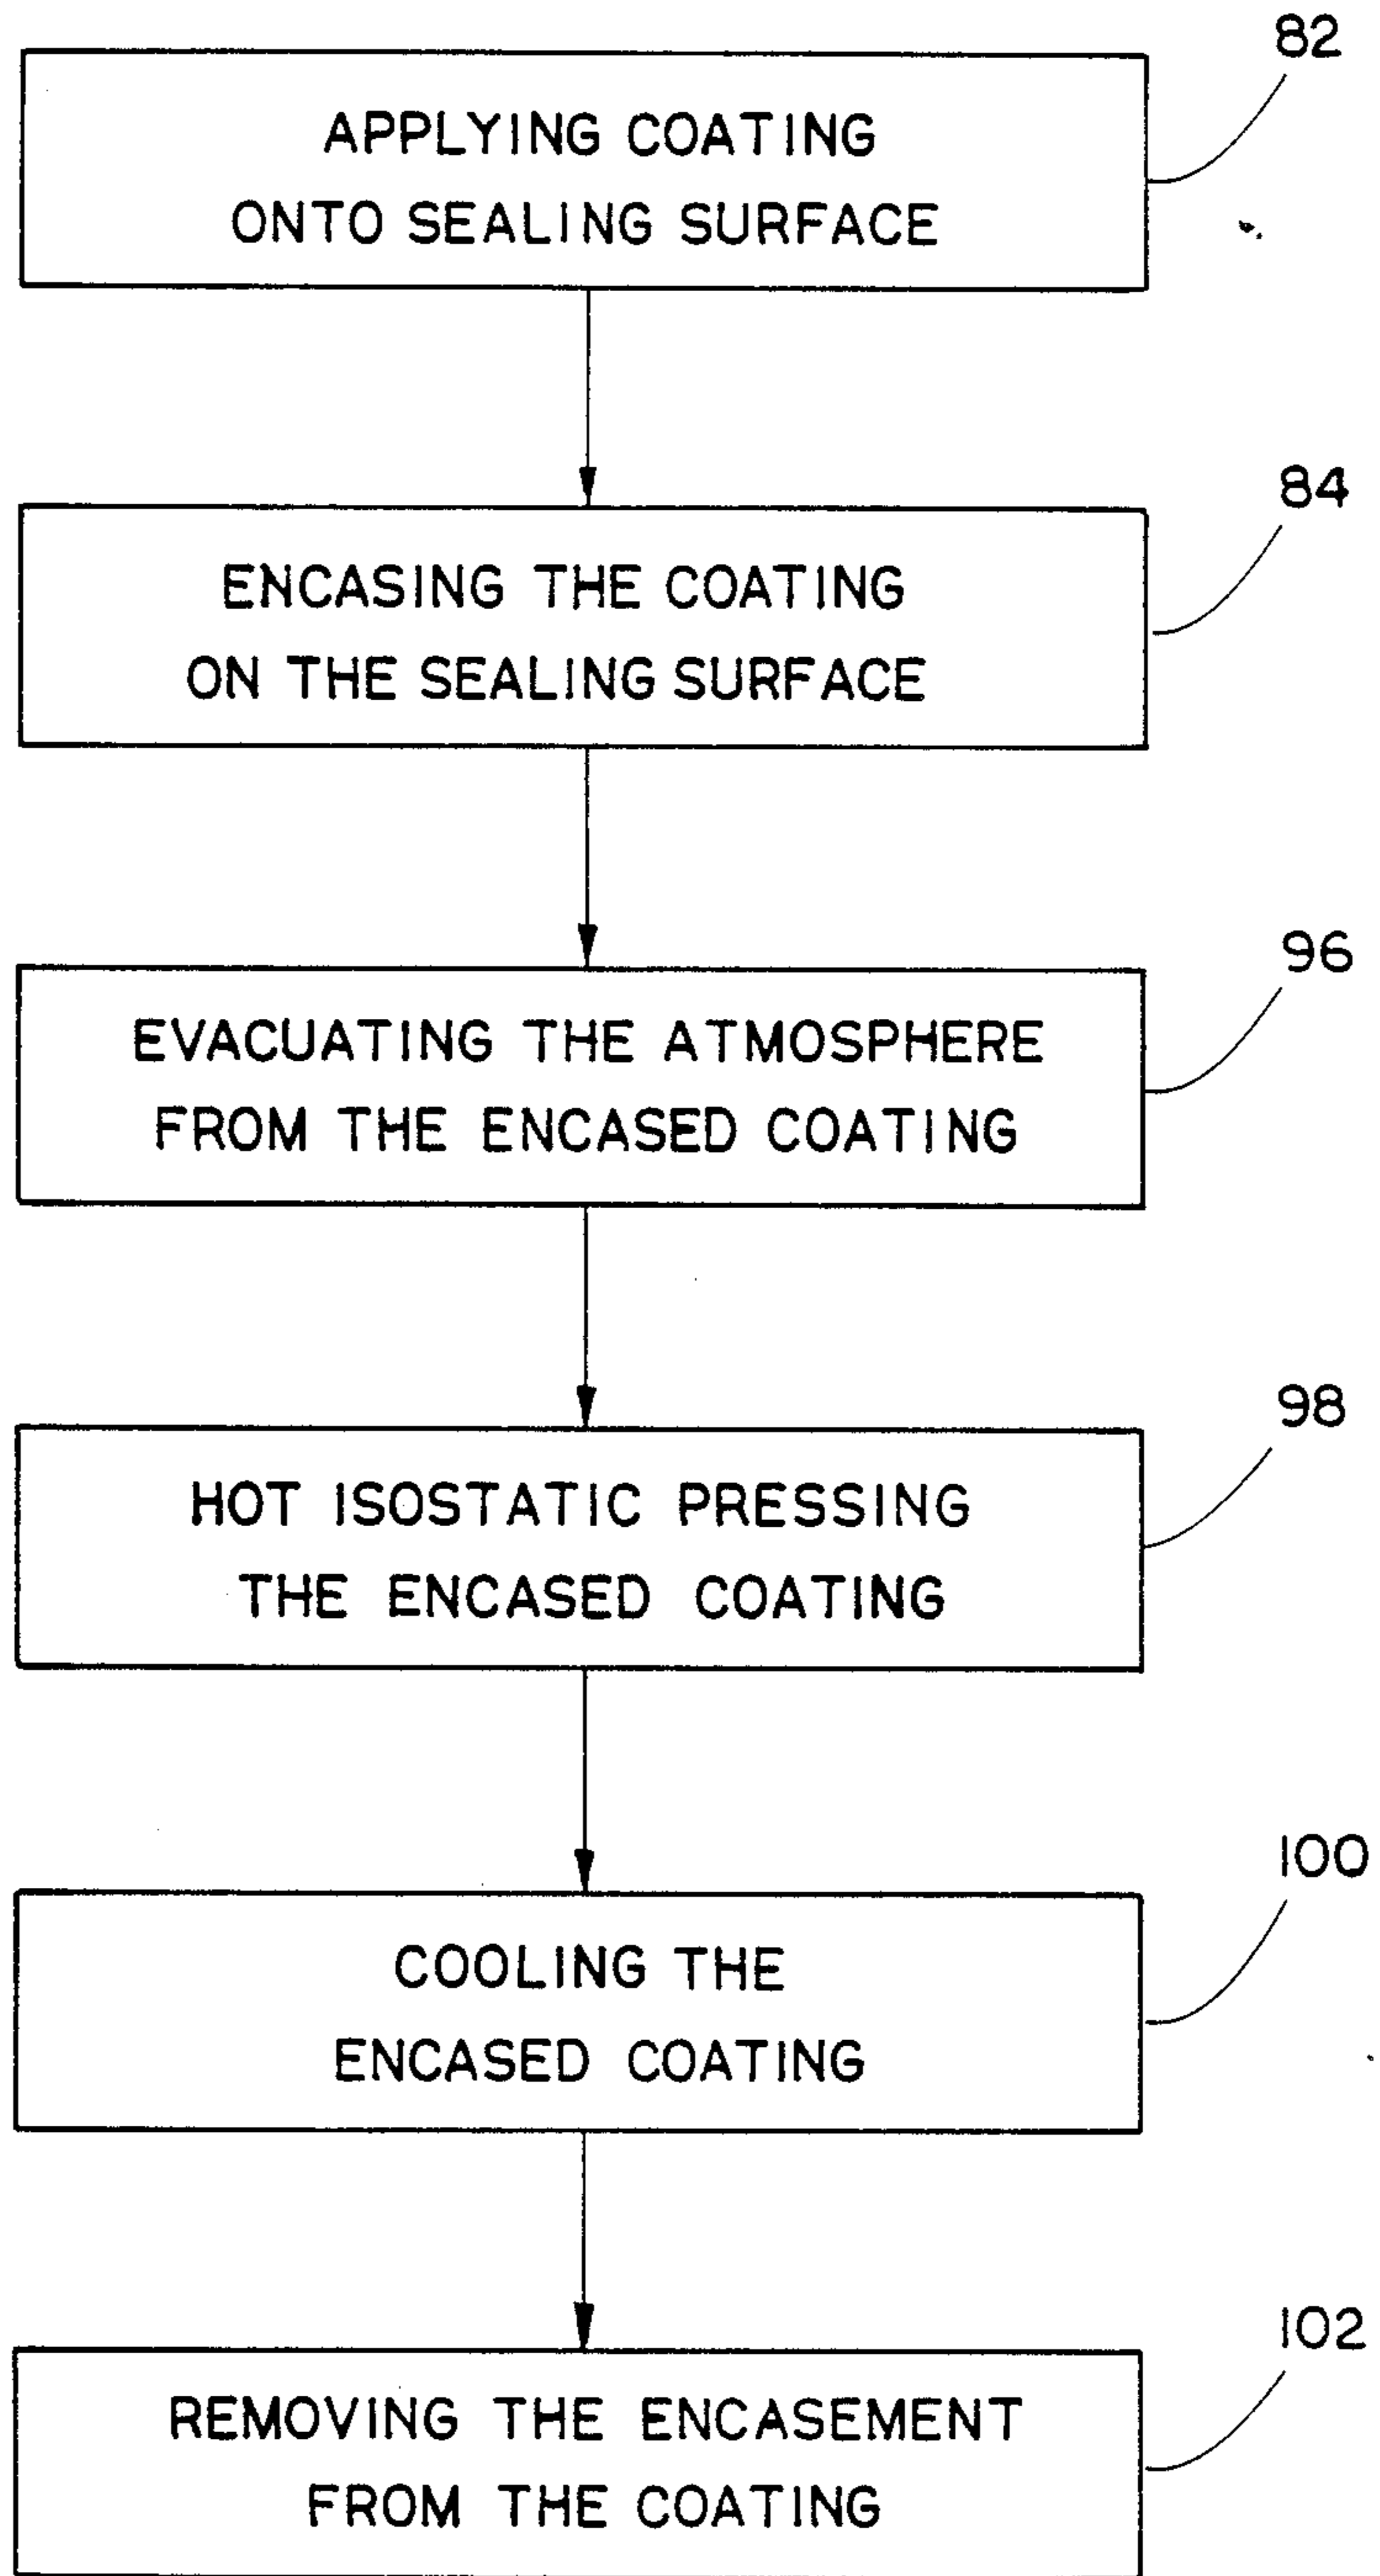 82
APPLYING COATING
ONTO SEALING SURFACE
84
ENCASING THE COATING
ON THE SEALING SURFACE
96
EVACUATING THE ATMOSPHERE
FROM THE ENCASED COATING
98
HOT ISOSTATIC PRESSING
THE ENCASED COATING
100
COOLING THE
ENCASED COATING
102
REMOVING THE ENCASEMENT
FROM THE COATING